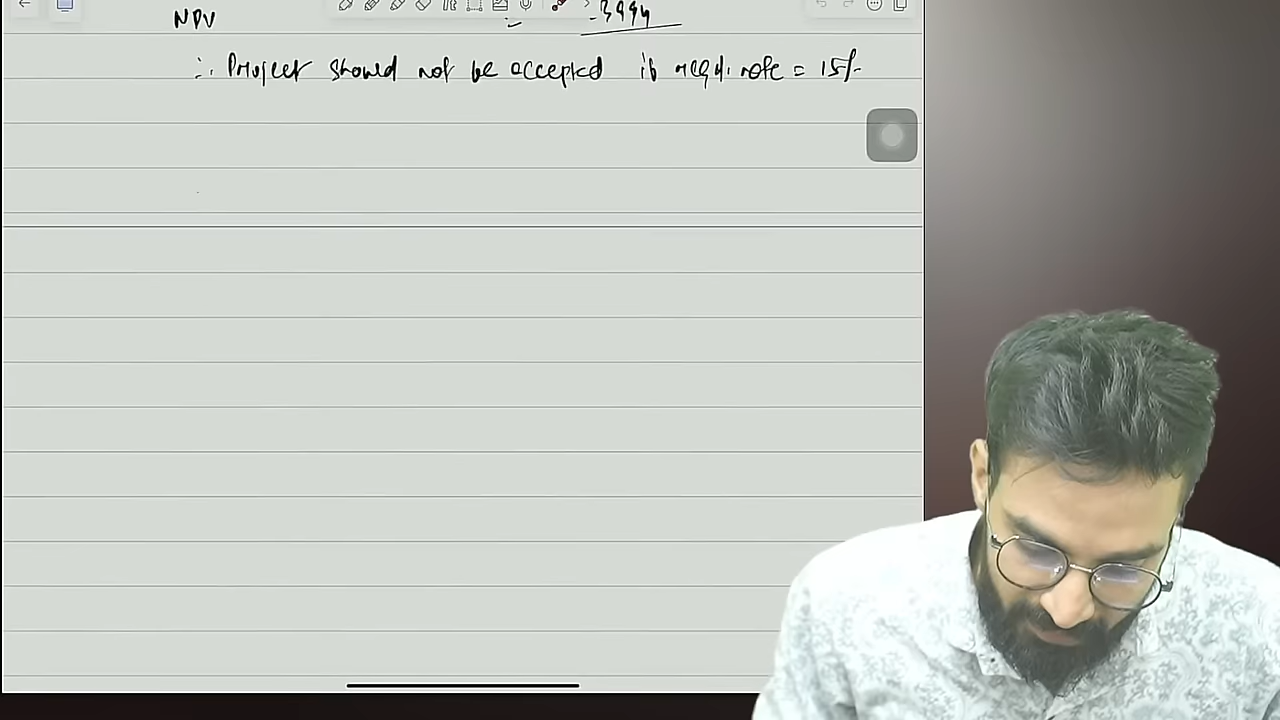 NPV = -3994
∴ Project should not be accepted if reqd. rate = 15%